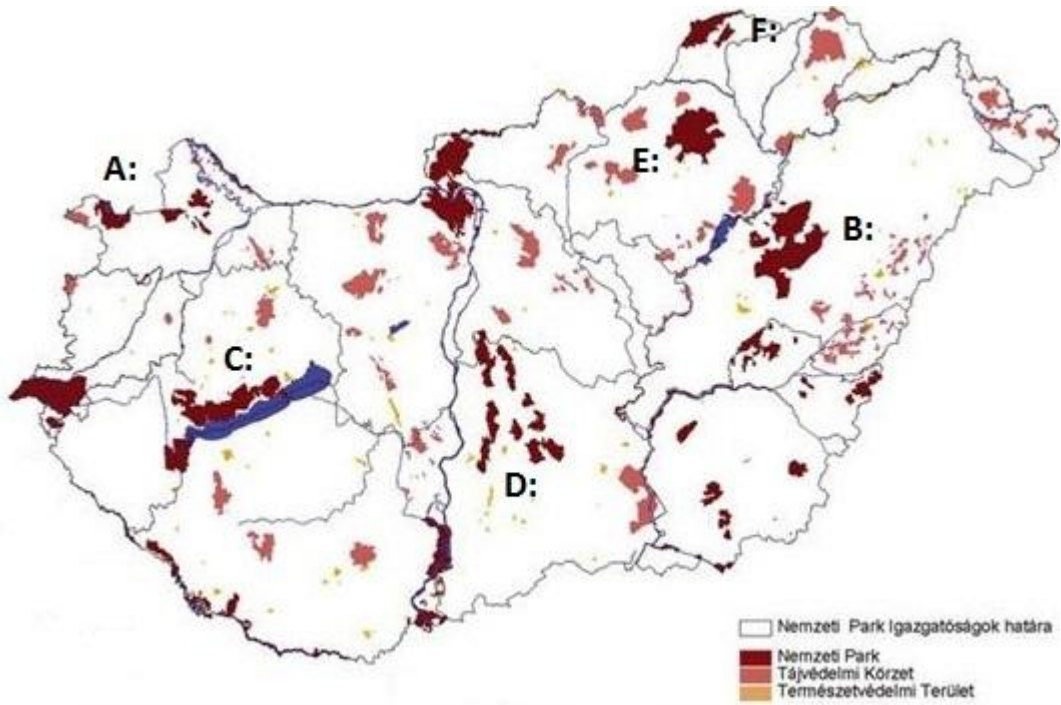 F:
A:
E:
B:
C:
D:
Nemzeti Park Igazgatóságok határa
Nemzeti Park
Tájvédelmi Körzet
Természetvédelmi Terület